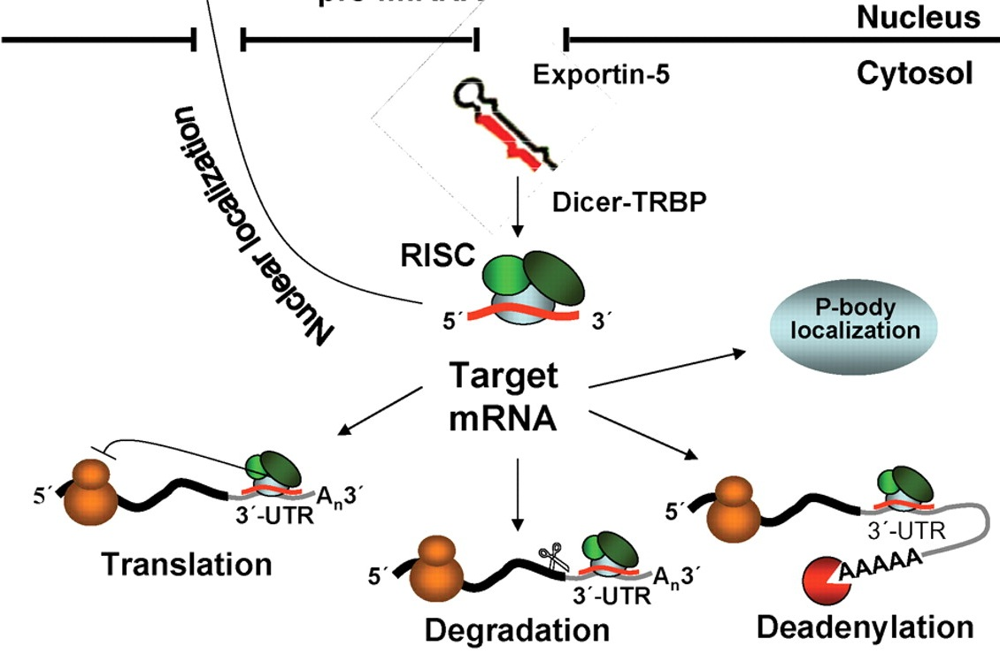 Nucleus
Exportin-5
Cytosol
Nuclear localization
Dicer-TRBP
RISC
5´ 3´
P-body
localization
Target
mRNA
5´ An3´
3´-UTR
Translation
5´ An3´
3´-UTR
Degradation
5´
3´-UTR
AAAAA
Deadenylation